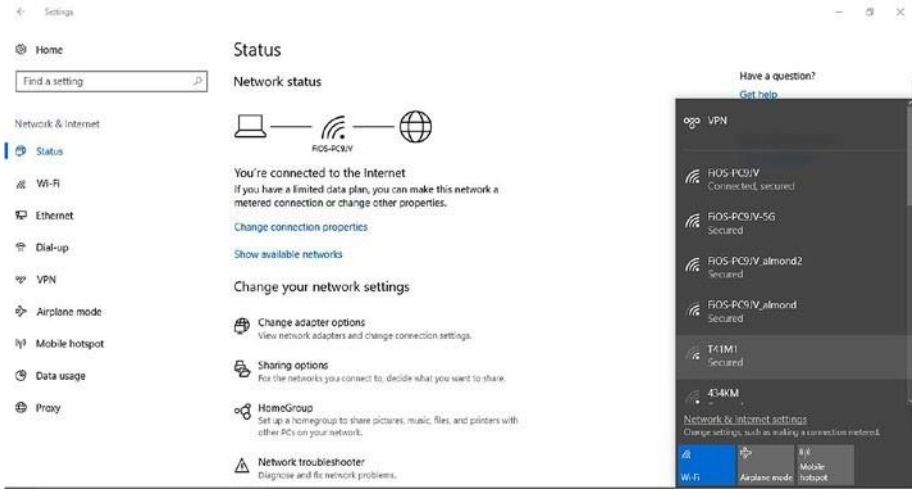 Settings
Home
Find a setting
Network & Internet
Status
Wi-Fi
Ethernet
Dial-up
VPN
Airplane mode
Mobile hotspot
Data usage
Proxy
Status
Network status
FiOS-PC9JV
You're connected to the Internet
If you have a limited data plan, you can make this network a
metered connection or change other properties.
Change connection properties
Show available networks
Change your network settings
Change adapter options
View network adapters and change connection settings.
Sharing options
For the networks you connect to, decide what you want to share.
HomeGroup
Set up a homegroup to share pictures, music, files, and printers with
other PCs on your network.
Network troubleshooter
Diagnose and fix network problems.
Have a question?
Get help
VPN
FiOS-PC9JV
Connected, secured
FiOS-PC9JV-5G
Secured
FiOS-PC9JV_almond2
Secured
FiOS-PC9JV_almond
Secured
T41M1
Secured
434KM
Network & Internet settings
Change settings, such as making a connection metered.
Wi-Fi
Airplane mode
Mobile
hotspot